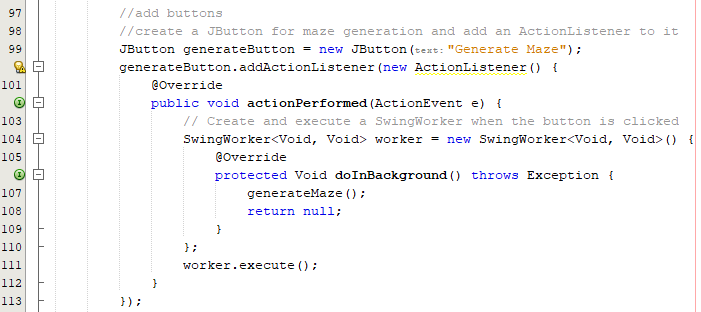 97 //add buttons
98 //create a JButton for maze generation and add an ActionListener to it
99 JButton generateButton = new JButton(text: "Generate Maze");
generateButton.addActionListener(new ActionListener() {
101 @Override
public void actionPerformed(ActionEvent e) {
103 // Create and execute a SwingWorker when the button is clicked
104 SwingWorker<Void, Void> worker = new SwingWorker<Void, Void>() {
105 @Override
protected Void doInBackground() throws Exception {
107 generateMaze();
108 return null;
109 }
110 };
111 worker.execute();
112 }
113 });